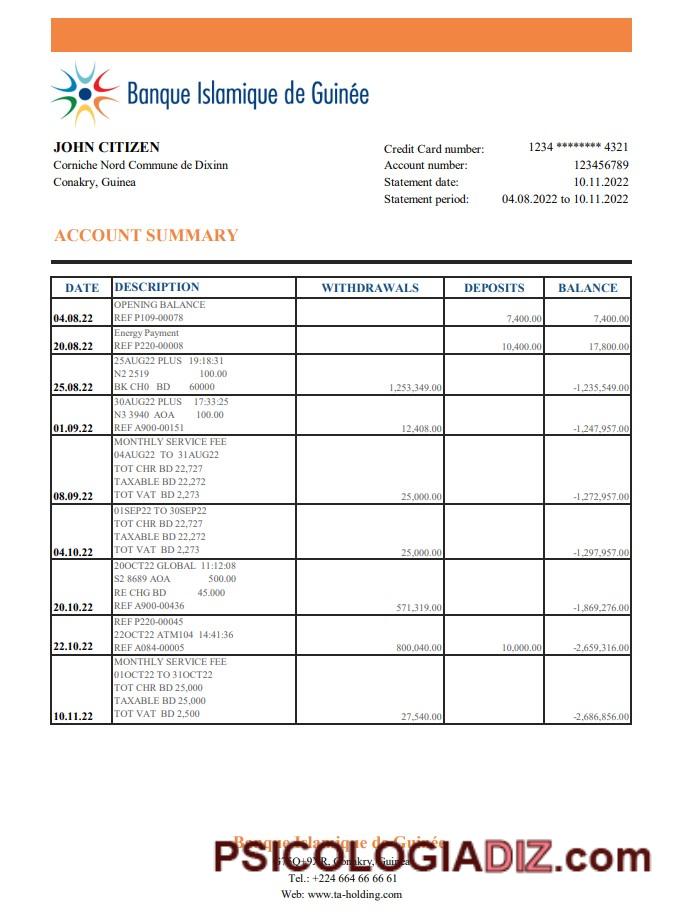 Banque Islamique de Guinée
JOHN CITIZEN
Corniche Nord Commune de Dixinn
Conakry, Guinea
Credit Card number: 1234 ******** 4321
Account number: 123456789
Statement date: 10.11.2022
Statement period: 04.08.2022 to 10.11.2022
ACCOUNT SUMMARY
DATE DESCRIPTION WITHDRAWALS DEPOSITS BALANCE
OPENING BALANCE
04.08.22 REF P109-00078 7,400.00 7,400.00
Energy Payment
20.08.22 REF P220-00008 10,400.00 17,800.00
25AUG22 PLUS 19:18:31
N2 2519 100.00
25.08.22 BK CH0 BD 60000 1,253,349.00 -1,235,549.00
30AUG22 PLUS 17:33:25
N3 3940 AOA 100.00
01.09.22 REF A900-00151 12,408.00 -1,247,957.00
MONTHLY SERVICE FEE
04AUG22 TO 31AUG22
TOT CHR BD 22,727
TAXABLE BD 22,272
08.09.22 TOT VAT BD 2,273 25,000.00 -1,272,957.00
01SEP22 TO 30SEP22
TOT CHR BD 22,727
TAXABLE BD 22,272
04.10.22 TOT VAT BD 2,273 25,000.00 -1,297,957.00
20OCT22 GLOBAL 11:12:08
S2 8689 AOA 500.00
RE CHG BD 45.000
20.10.22 REF A900-00436 571,319.00 -1,869,276.00
REF P220-00045
22OCT22 ATM104 14:41:36
22.10.22 REF A084-00005 800,040.00 10,000.00 -2,659,316.00
MONTHLY SERVICE FEE
01OCT22 TO 31OCT22
TOT CHR BD 25,000
TAXABLE BD 25,000
10.11.22 TOT VAT BD 2,500 27,540.00 -2,686,856.00
Banque Islamique de Guinée
Conakry, Guinea
PSICOLOGIADIZ.com
Tel.: +224 664 66 66 61
Web: www.ta-holding.com